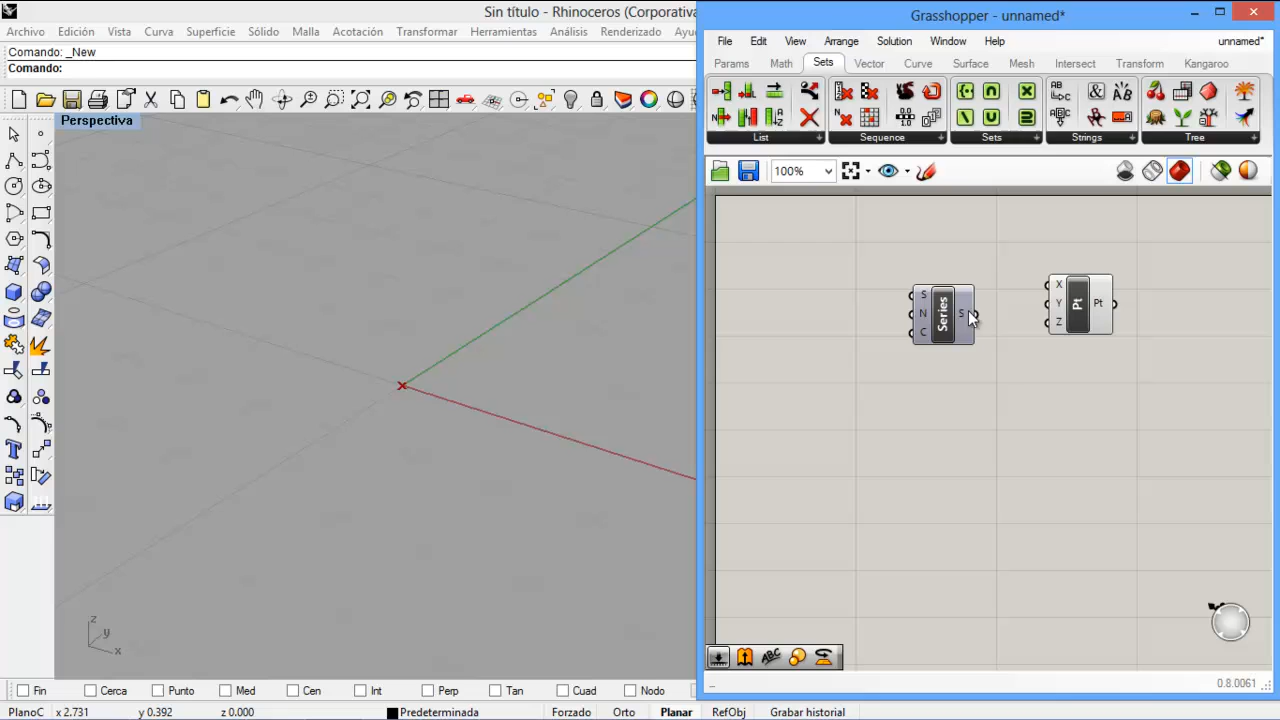 Sin título - Rhinoceros (Corporativa
Archivo Edición Vista Curva Superficie Sólido Malla Acotación Transformar Herramientas Análisis Renderizado Ayu
Comando: _New
Comando:
Perspectiva
z
y
x
Fin Cerca Punto Med Cen Int Perp Tan Cuad Nodo
PlanoC x 2.731 y 0.392 z 0.000 Predeterminada Forzado Orto Planar RefObj Grabar historial
Grasshopper - unnamed*
File Edit View Arrange Solution Window Help unnamed*
Params Math Sets Vector Curve Surface Mesh Intersect Transform Kangaroo
List Sequence Sets Strings Tree
100%
S
N
C
Series
S
X
Y
Z
Pt
Pt
0.8.0061